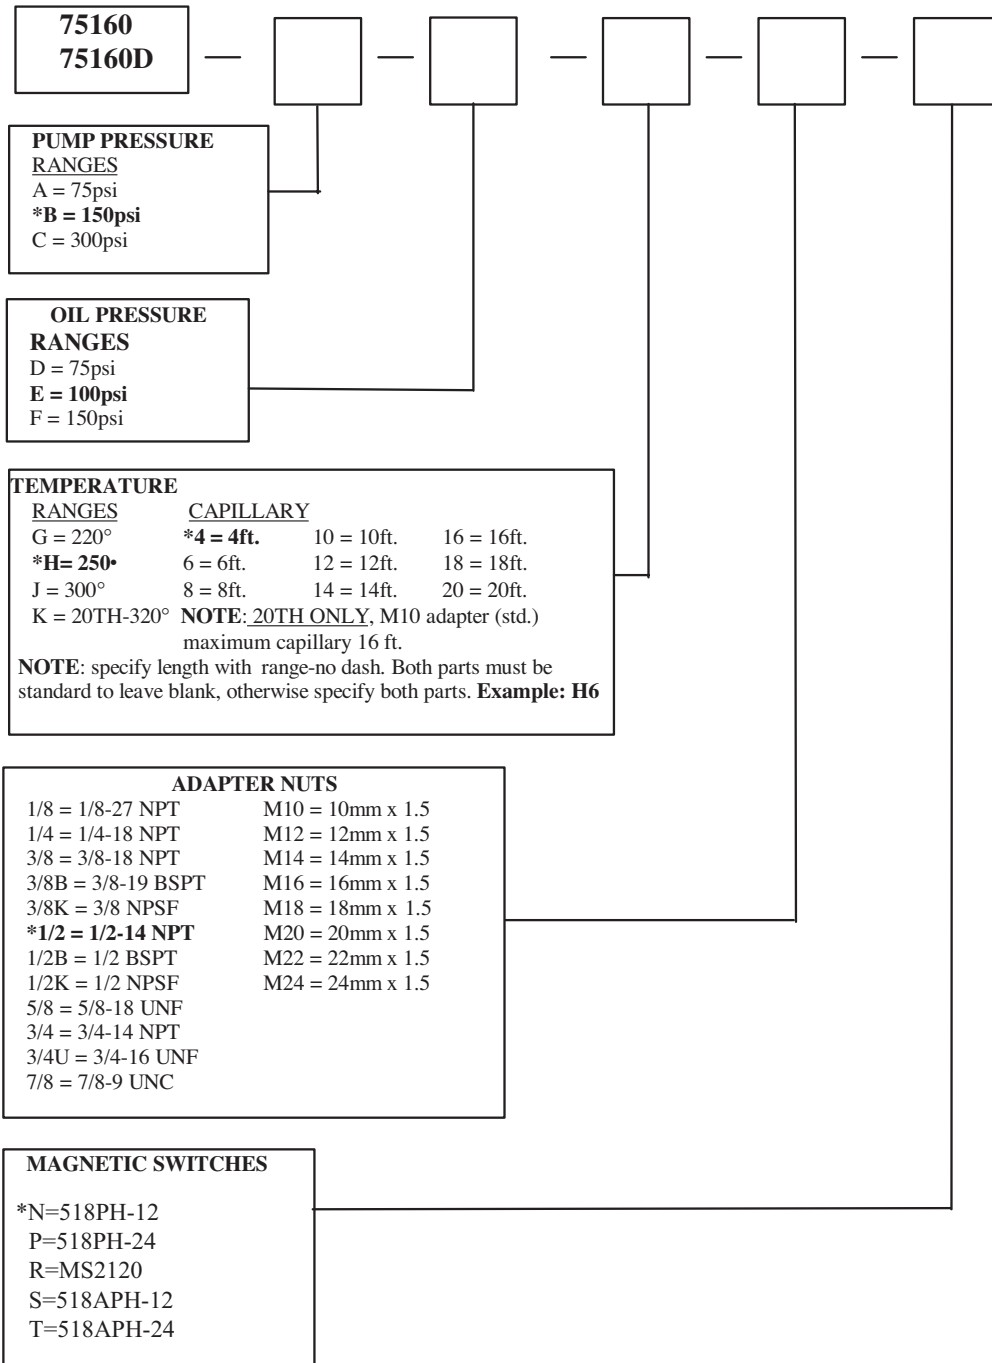 75160
75160D
PUMP PRESSURE
RANGES
A = 75psi
*B = 150psi
C = 300psi
OIL PRESSURE
RANGES
D = 75psi
E = 100psi
F = 150psi
TEMPERATURE
RANGES CAPILLARY
G = 220° *4 = 4ft. 10 = 10ft. 16 = 16ft.
*H= 250• 6 = 6ft. 12 = 12ft. 18 = 18ft.
J = 300° 8 = 8ft. 14 = 14ft. 20 = 20ft.
K = 20TH-320° NOTE: 20TH ONLY, M10 adapter (std.)
maximum capillary 16 ft.
NOTE: specify length with range-no dash. Both parts must be
standard to leave blank, otherwise specify both parts. Example: H6
ADAPTER NUTS
1/8 = 1/8-27 NPT M10 = 10mm x 1.5
1/4 = 1/4-18 NPT M12 = 12mm x 1.5
3/8 = 3/8-18 NPT M14 = 14mm x 1.5
3/8B = 3/8-19 BSPT M16 = 16mm x 1.5
3/8K = 3/8 NPSF M18 = 18mm x 1.5
*1/2 = 1/2-14 NPT M20 = 20mm x 1.5
1/2B = 1/2 BSPT M22 = 22mm x 1.5
1/2K = 1/2 NPSF M24 = 24mm x 1.5
5/8 = 5/8-18 UNF
3/4 = 3/4-14 NPT
3/4U = 3/4-16 UNF
7/8 = 7/8-9 UNC
MAGNETIC SWITCHES
*N=518PH-12
P=518PH-24
R=MS2120
S=518APH-12
T=518APH-24